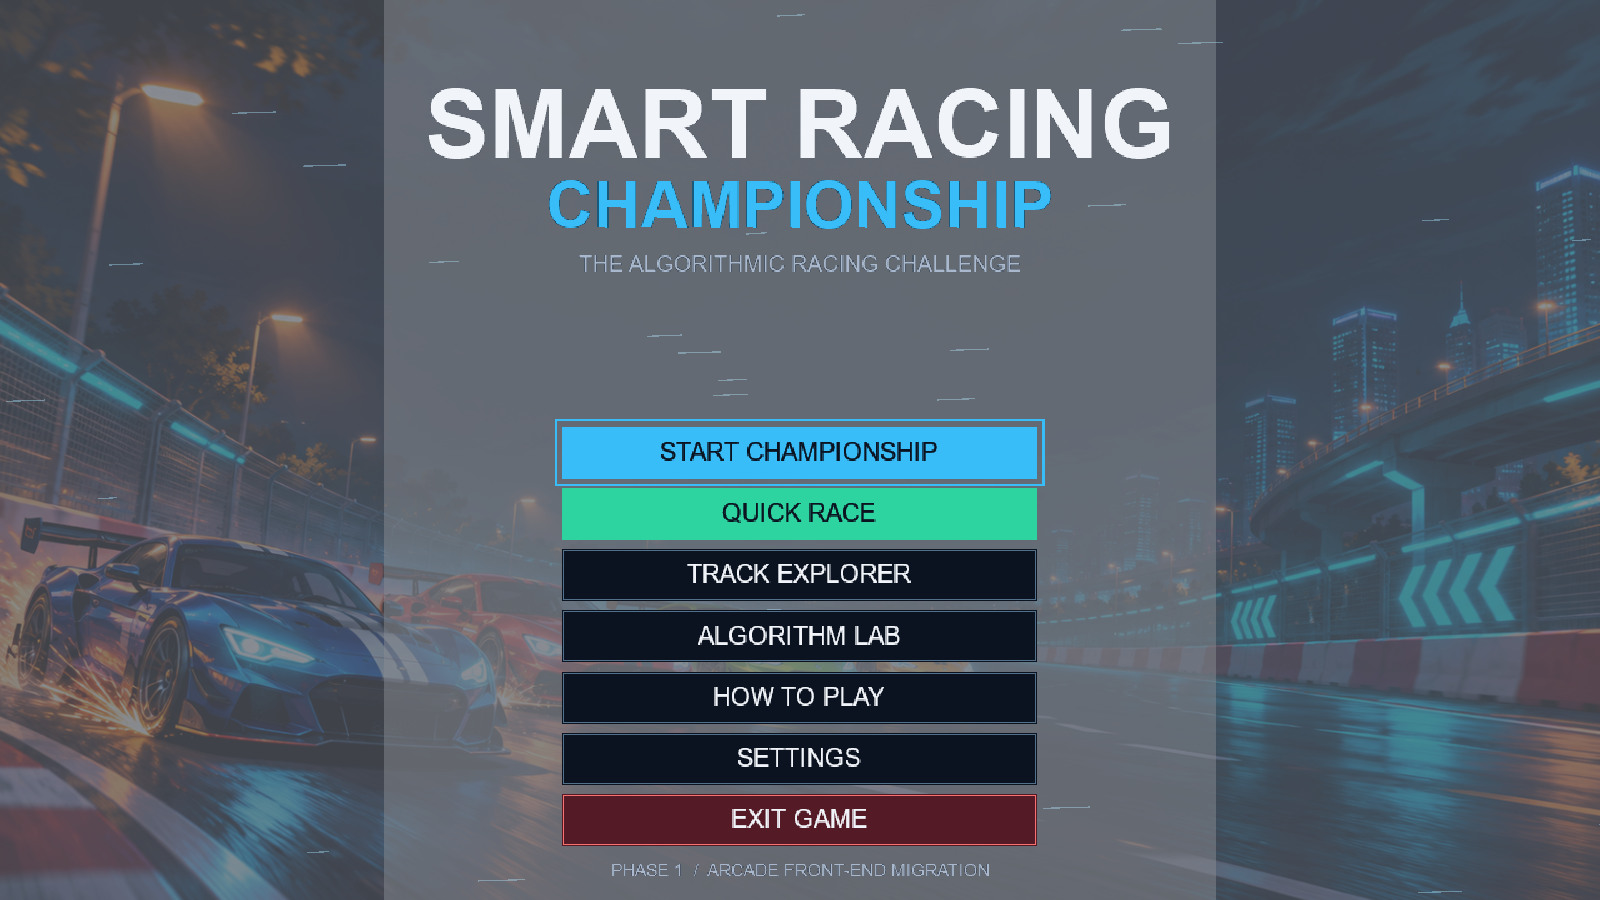 SMART RACING
CHAMPIONSHIP
THE ALGORITHMIC RACING CHALLENGE
START CHAMPIONSHIP
QUICK RACE
TRACK EXPLORER
ALGORITHM LAB
HOW TO PLAY
SETTINGS
EXIT GAME
PHASE 1 / ARCADE FRONT-END MIGRATION